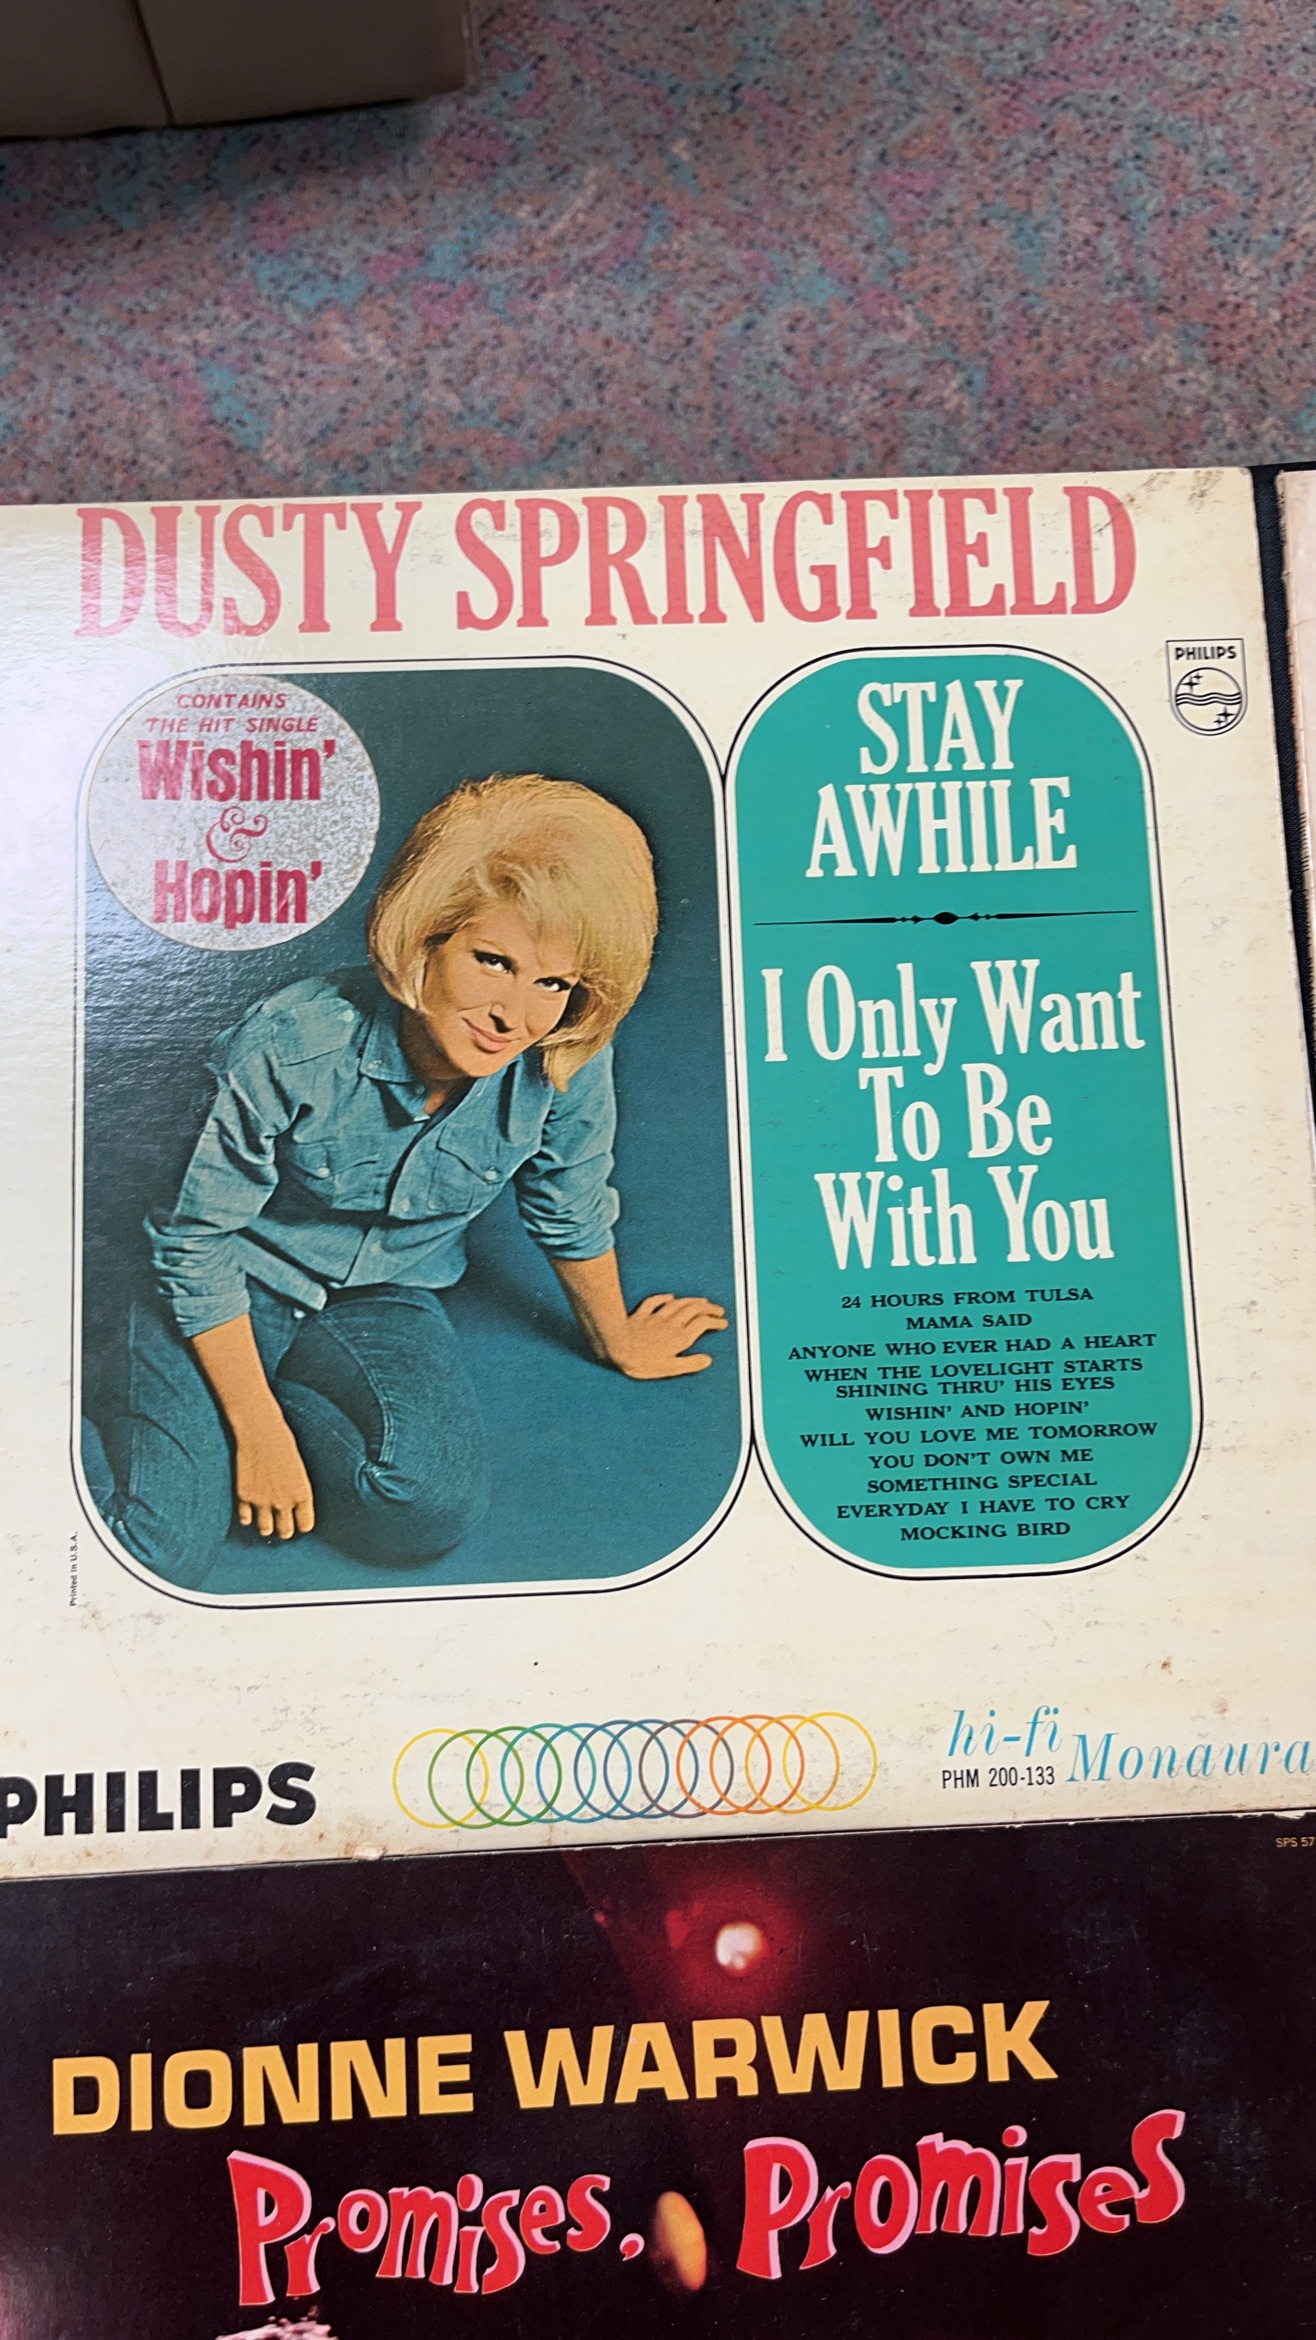 DUSTY SPRINGFIELD
PHILIPS
CONTAINS
THE HIT SINGLE
Wishin'
&
Hopin'
STAY
AWHILE
I Only Want
To Be
With You
24 HOURS FROM TULSA
MAMA SAID
ANYONE WHO EVER HAD A HEART
WHEN THE LOVELIGHT STARTS
SHINING THRU' HIS EYES
WISHIN' AND HOPIN'
WILL YOU LOVE ME TOMORROW
YOU DON'T OWN ME
SOMETHING SPECIAL
EVERYDAY I HAVE TO CRY
MOCKING BIRD
Printed in U.S.A.
PHILIPS
hi-fi
PHM 200-133 Monaura
SPS 57
DIONNE WARWICK
Promises, Promises